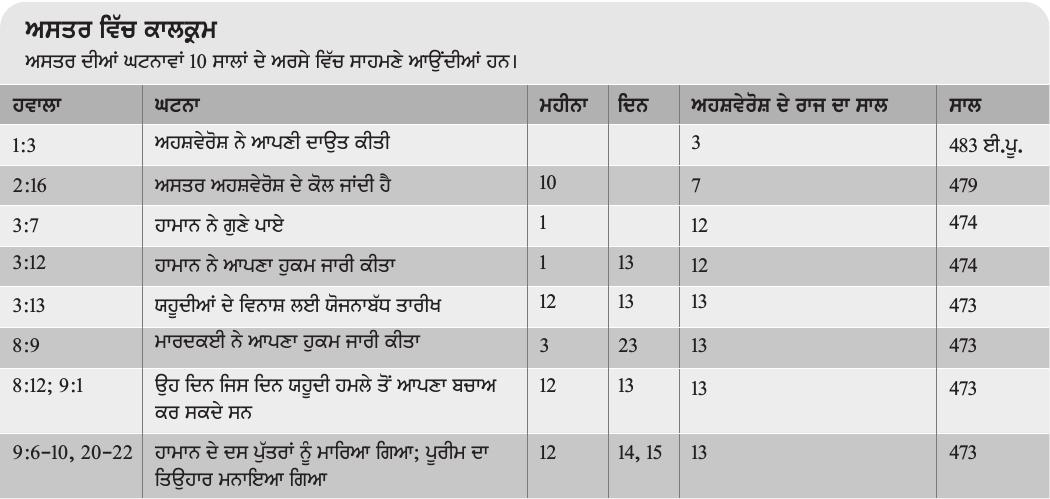 ਅਸਤਰ ਵਿੱਚ ਕਾਲਕ੍ਰਮ
ਅਸਤਰ ਦੀਆਂ ਘਟਨਾਵਾਂ 10 ਸਾਲਾਂ ਦੇ ਅਰਸੇ ਵਿੱਚ ਸਾਹਮਣੇ ਆਉਂਦੀਆਂ ਹਨ।
ਹਵਾਲਾ ਘਟਨਾ ਮਹੀਨਾ ਦਿਨ ਅਹਸ਼ਵੇਰੋਸ਼ ਦੇ ਰਾਜ ਦਾ ਸਾਲ ਸਾਲ
1:3 ਅਹਸ਼ਵੇਰੋਸ਼ ਨੇ ਆਪਣੀ ਦਾਉਤ ਕੀਤੀ 3 483 ਈ.ਪੂ.
2:16 ਅਸਤਰ ਅਹਸ਼ਵੇਰੋਸ਼ ਦੇ ਕੋਲ ਜਾਂਦੀ ਹੈ 10 7 479
3:7 ਹਾਮਾਨ ਨੇ ਗੁਣੇ ਪਾਏ 1 12 474
3:12 ਹਾਮਾਨ ਨੇ ਆਪਣਾ ਹੁਕਮ ਜਾਰੀ ਕੀਤਾ 1 13 12 474
3:13 ਯਹੂਦੀਆਂ ਦੇ ਵਿਨਾਸ਼ ਲਈ ਯੋਜਨਾਬੱਧ ਤਾਰੀਖ 12 13 13 473
8:9 ਮਾਰਦਕਈ ਨੇ ਆਪਣਾ ਹੁਕਮ ਜਾਰੀ ਕੀਤਾ 3 23 13 473
8:12; 9:1 ਉਹ ਦਿਨ ਜਿਸ ਦਿਨ ਯਹੂਦੀ ਹਮਲੇ ਤੋਂ ਆਪਣਾ ਬਚਾਅ 12 13 13 473
ਕਰ ਸਕਦੇ ਸਨ
9:6–10, 20–22 ਹਾਮਾਨ ਦੇ ਦਸ ਪੁੱਤਰਾਂ ਨੂੰ ਮਾਰਿਆ ਗਿਆ; ਪੂਰੀਮ ਦਾ 12 14, 15 13 473
ਤਿਉਹਾਰ ਮਨਾਇਆ ਗਿਆ